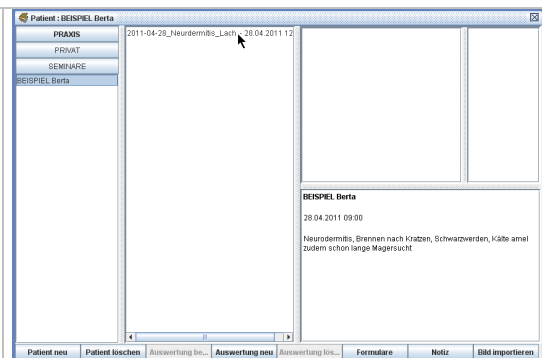 Patient : BEISPIEL Berta
PRAXIS
PRIVAT
SEMINARE
BEISPIEL Berta
2011-04-28_Neurdermitis_Lach - 28.04.2011 12
BEISPIEL Berta
28.04.2011 09:00
Neurodermitis, Brennen nach Kratzen, Schwarzwerden, Kälte amel
zudem schon lange Magersucht
Patient neu Patient löschen Auswertung be... Auswertung neu Auswertung lös... Formulare Notiz Bild importieren